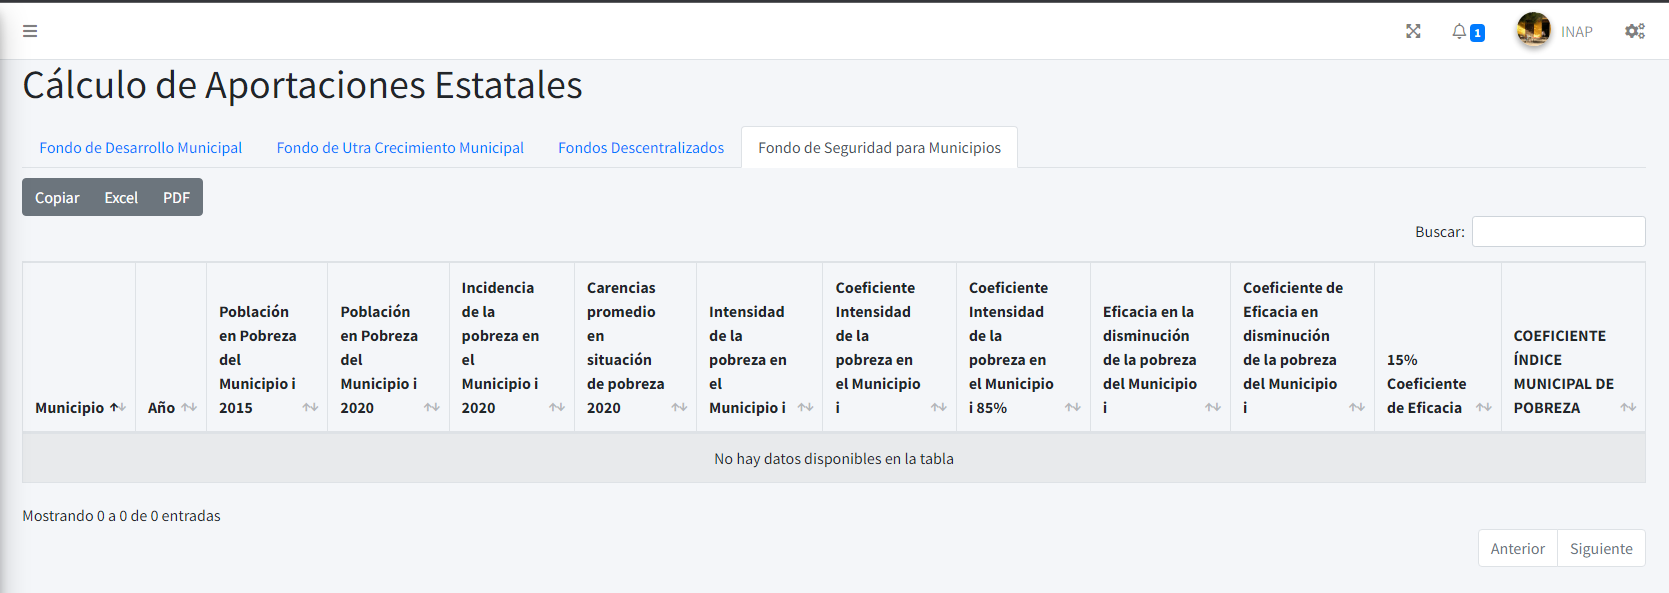 1
INAP
Cálculo de Aportaciones Estatales
Fondo de Desarrollo Municipal
Fondo de Utra Crecimiento Municipal
Fondos Descentralizados
Fondo de Seguridad para Municipios
Copiar
Excel
PDF
Buscar:
Municipio
Año
Población
en Pobreza
del
Municipio i
2015
Población
en Pobreza
del
Municipio i
2020
Incidencia
de la
pobreza en
el
Municipio i
2020
Carencias
promedio
en
situación
de pobreza
2020
Intensidad
de la
pobreza en
el
Municipio i
Coeficiente
Intensidad
de la
pobreza en
el Municipio
i
Coeficiente
Intensidad
de la
pobreza en
el Municipio
i 85%
Eficacia en la
disminución
de la pobreza
del Municipio
i
Coeficiente de
Eficacia en
disminución
de la pobreza
del Municipio
i
15%
Coeficiente
de Eficacia
COEFICIENTE
ÍNDICE
MUNICIPAL DE
POBREZA
No hay datos disponibles en la tabla
Mostrando 0 a 0 de 0 entradas
Anterior
Siguiente